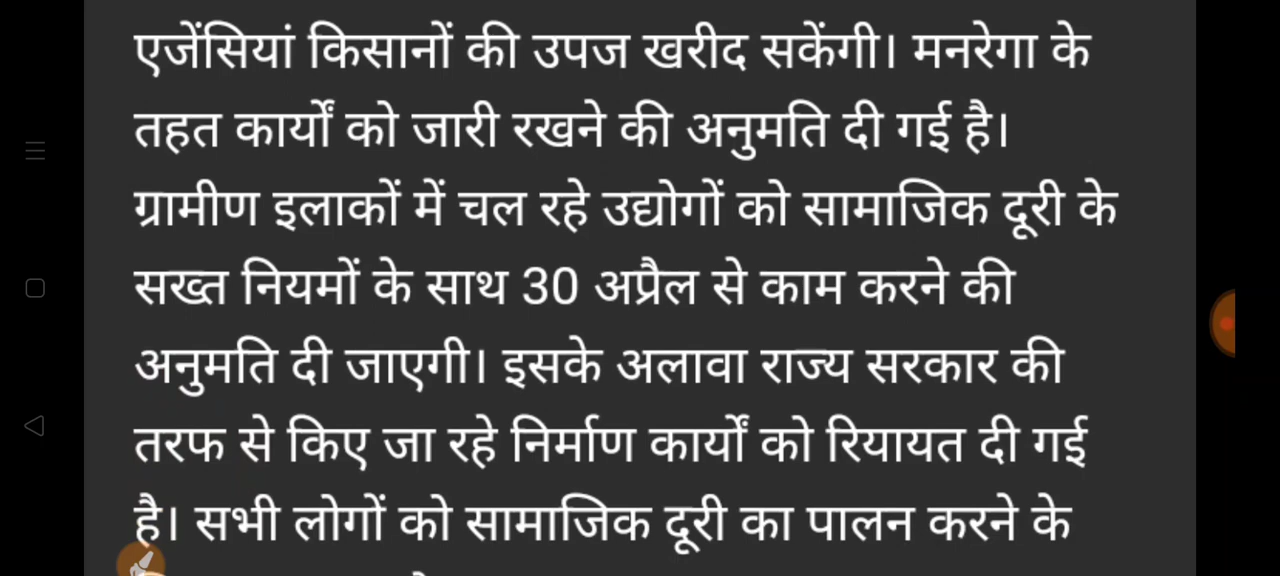 एजेंसियां किसानों की उपज खरीद सकेंगी। मनरेगा के
तहत कार्यों को जारी रखने की अनुमति दी गई है।
ग्रामीण इलाकों में चल रहे उद्योगों को सामाजिक दूरी के
सख्त नियमों के साथ 30 अप्रैल से काम करने की
अनुमति दी जाएगी। इसके अलावा राज्य सरकार की
तरफ से किए जा रहे निर्माण कार्यों को रियायत दी गई
है। सभी लोगों को सामाजिक दूरी का पालन करने के